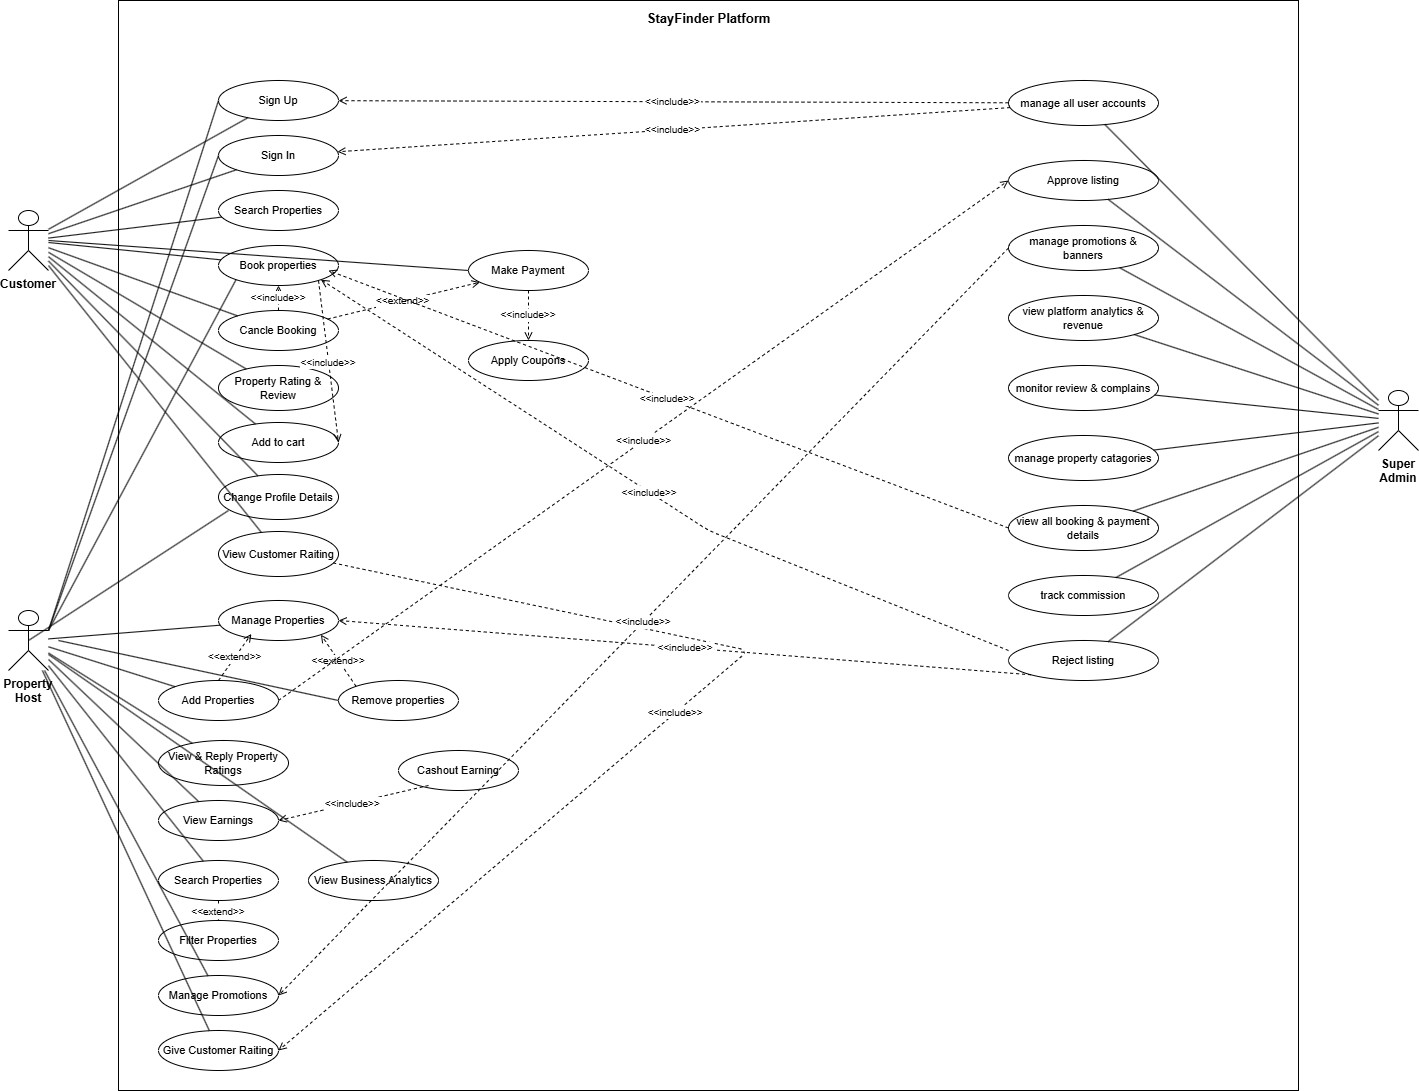 StayFinder Platform
Sign Up
<<include>>
manage all user accounts
<<include>>
Sign In
Approve listing
Search Properties
Customer
Book properties
Make Payment
manage promotions &
banners
<<include>>
<<extend>>
<<include>>
Cancle Booking
view platform analytics &
revenue
<<include>>
Apply Coupons
Property Rating &
Review
<<include>>
monitor review & complains
Add to cart
<<include>>
manage property catagories
Super
Admin
<<include>>
Change Profile Details
view all booking & payment
details
View Customer Raiting
track commission
Manage Properties
<<include>>
<<extend>>
<<extend>>
<<include>>
Reject listing
Property
Host
Add Properties
Remove properties
<<include>>
View & Reply Property
Ratings
Cashout Earning
<<include>>
View Earnings
Search Properties
View Business Analytics
<<extend>>
Filter Properties
Manage Promotions
Give Customer Raiting